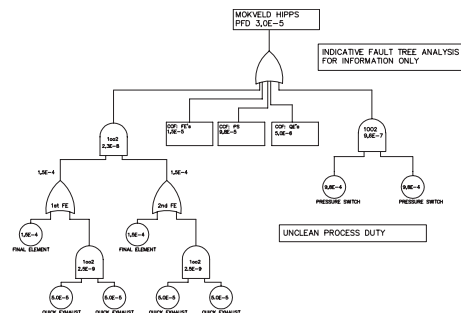 MOKVELD HIPPS
PFD 3,0E-5
INDICATIVE FAULT TREE ANALYSIS
FOR INFORMATION ONLY
CCF: FE's
1,5E-5
CCF: PS
9,8E-5
CCF: QE's
5,0E-6
1oo2
2,3E-8
1OO2
9,6E-7
1,5E-4
1,5E-4
9,8E-4
9,8E-4
PRESSURE SWITCH
PRESSURE SWITCH
1st FE
2nd FE
1,5E-4
1,5E-4
FINAL ELEMENT
FINAL ELEMENT
UNCLEAN PROCESS DUTY
1oo2
2,5E-9
1oo2
2,5E-9
5,0E-5
5,0E-5
5,0E-5
5,0E-5
QUICK EXHAUST
QUICK EXHAUST
QUICK EXHAUST
QUICK EXHAUST